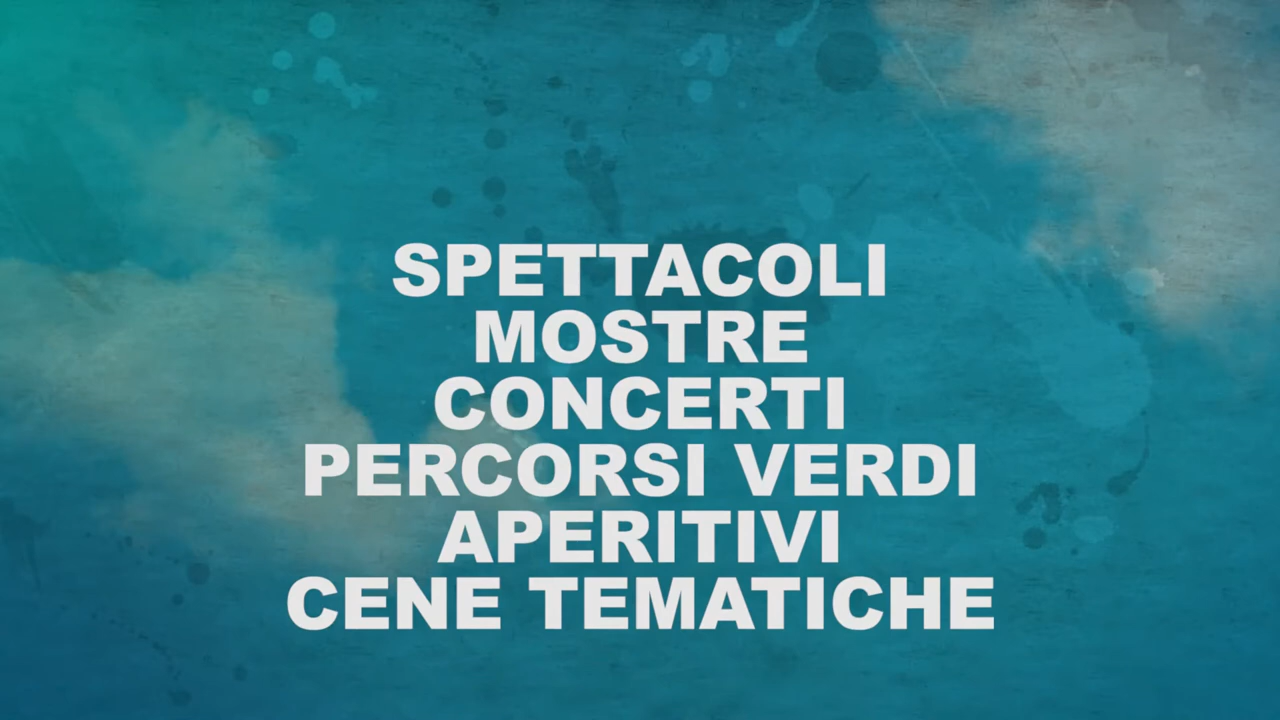 SPETTACOLI
MOSTRE
CONCERTI
PERCORSI VERDI
APERITIVI
CENE TEMATICHE